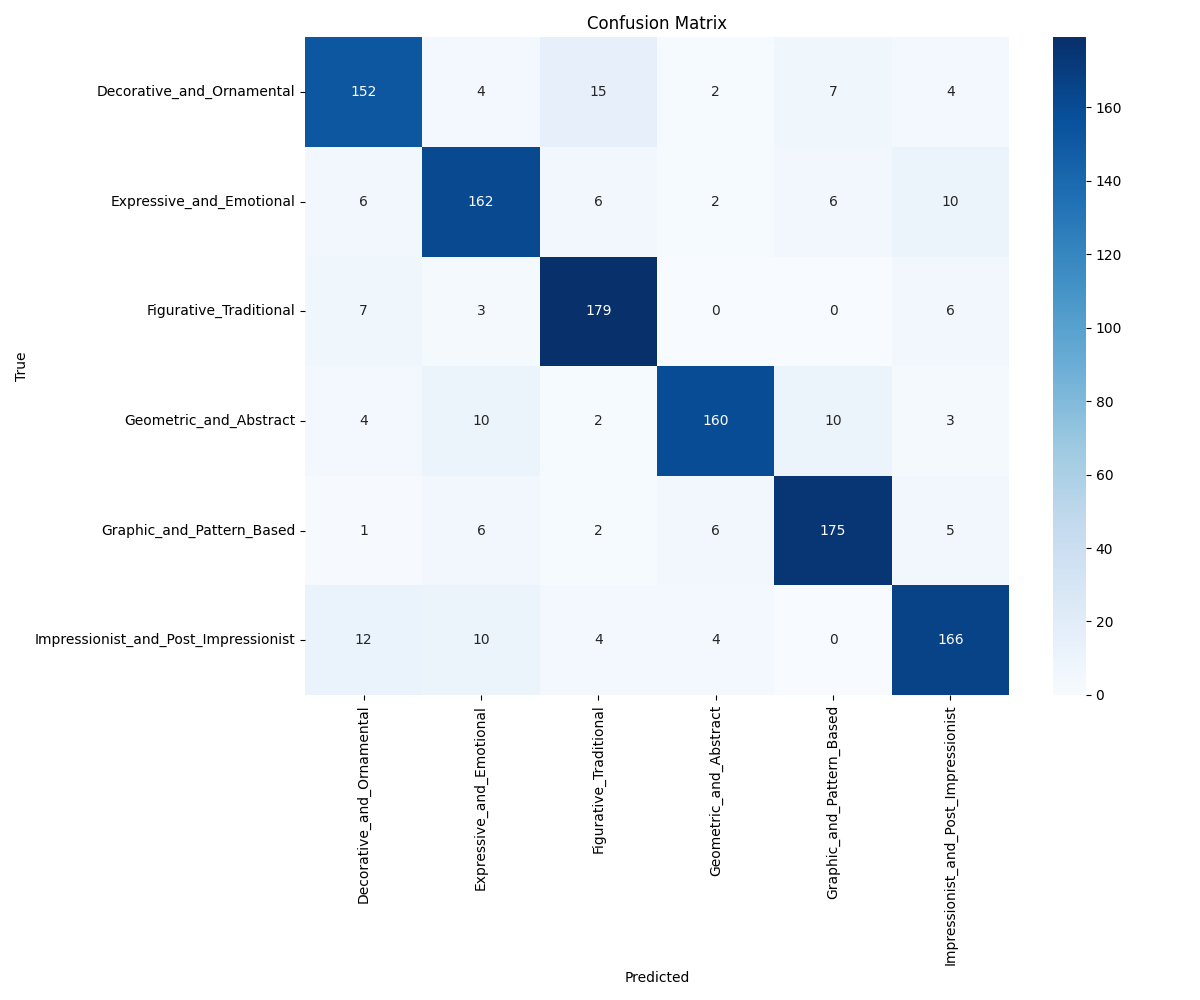 Confusion Matrix
Decorative_and_Ornamental 152 4 15 2 7 4
Expressive_and_Emotional 6 162 6 2 6 10
Figurative_Traditional 7 3 179 0 0 6
Geometric_and_Abstract 4 10 2 160 10 3
Graphic_and_Pattern_Based 1 6 2 6 175 5
Impressionist_and_Post_Impressionist 12 10 4 4 0 166
True
Decorative_and_Ornamental
Expressive_and_Emotional
Figurative_Traditional
Geometric_and_Abstract
Graphic_and_Pattern_Based
Impressionist_and_Post_Impressionist
Predicted
160
140
120
100
80
60
40
20
0